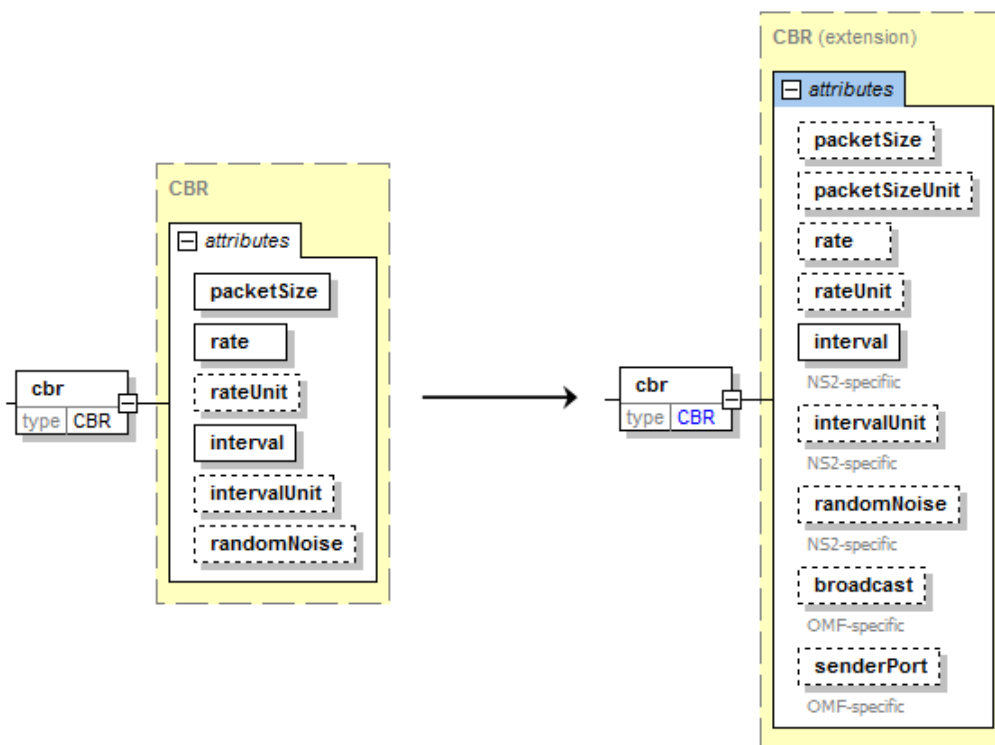 CBR
attributes
packetSize
rate
rateUnit
interval
intervalUnit
randomNoise
cbr
type CBR
CBR (extension)
attributes
packetSize
packetSizeUnit
rate
rateUnit
interval
NS2-specifiic
intervalUnit
NS2-specific
randomNoise
NS2-specific
broadcast
OMF-specific
senderPort
OMF-specific
cbr
type CBR